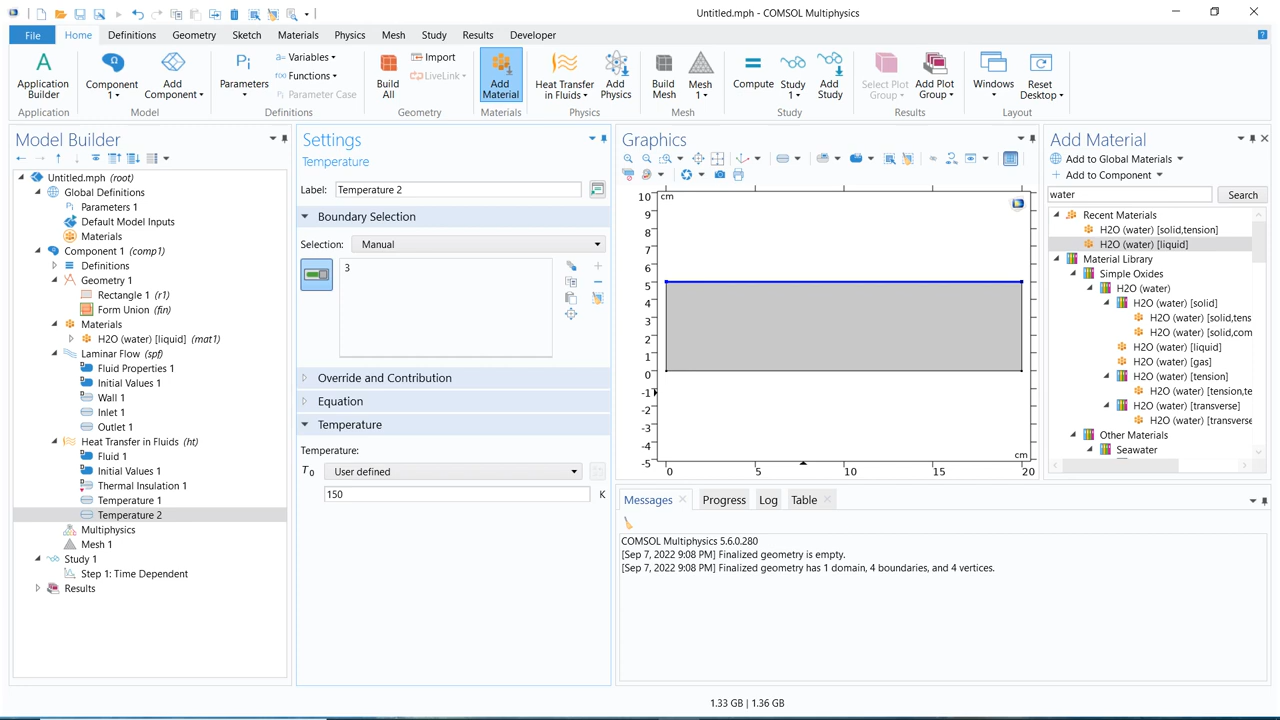 Untitled.mph - COMSOL Multiphysics
File Home Definitions Geometry Sketch Materials Physics Mesh Study Results Developer
Application Builder
Component 1
Add Component
Parameters
Variables
Functions
Parameter Case
Build All
Import
LiveLink
Add Material
Heat Transfer in Fluids
Add Physics
Build Mesh
Mesh 1
Compute
Study 1
Add Study
Select Plot Group
Add Plot Group
Windows
Reset Desktop
Application Model Definitions Geometry Materials Physics Mesh Study Results Layout
Model Builder
Untitled.mph (root)
Global Definitions
Parameters 1
Default Model Inputs
Materials
Component 1 (comp1)
Definitions
Geometry 1
Rectangle 1 (r1)
Form Union (fin)
Materials
H2O (water) [liquid] (mat1)
Laminar Flow (spf)
Fluid Properties 1
Initial Values 1
Wall 1
Inlet 1
Outlet 1
Heat Transfer in Fluids (ht)
Fluid 1
Initial Values 1
Thermal Insulation 1
Temperature 1
Temperature 2
Multiphysics
Mesh 1
Study 1
Step 1: Time Dependent
Results
Settings
Temperature
Label: Temperature 2
Boundary Selection
Selection: Manual
3
Override and Contribution
Equation
Temperature
Temperature:
T0 User defined
150 K
Graphics
cm
10
9
8
7
6
5
4
3
2
1
0
-1
-2
-3
-4
-5
cm
0 5 10 15 20
Messages Progress Log Table
COMSOL Multiphysics 5.6.0.280
[Sep 7, 2022 9:08 PM] Finalized geometry is empty.
[Sep 7, 2022 9:08 PM] Finalized geometry has 1 domain, 4 boundaries, and 4 vertices.
Add Material
Add to Global Materials
Add to Component
water Search
Recent Materials
H2O (water) [solid,tension]
H2O (water) [liquid]
Material Library
Simple Oxides
H2O (water)
H2O (water) [solid]
H2O (water) [solid,tens
H2O (water) [solid,com
H2O (water) [liquid]
H2O (water) [gas]
H2O (water) [tension]
H2O (water) [tension,te
H2O (water) [transverse]
H2O (water) [transverse
Other Materials
Seawater
1.33 GB | 1.36 GB